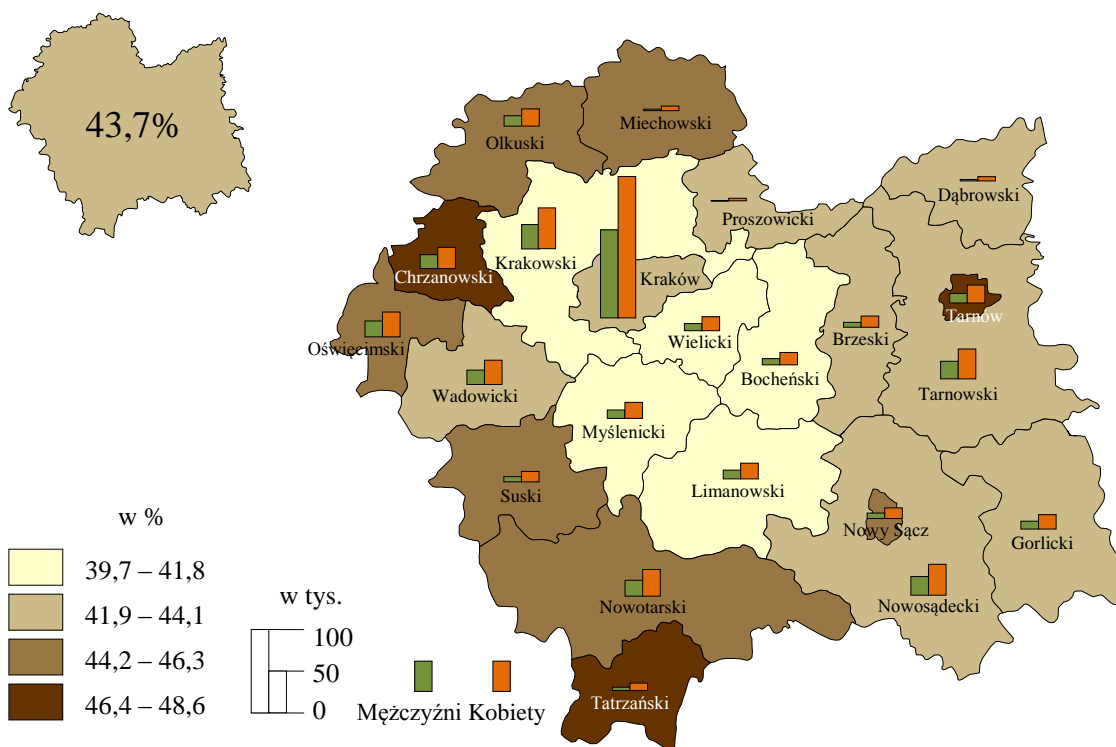 43,7%
Miechowski
Olkuski
Dąbrowski
Proszowicki
Krakowski
Chrzanowski
Kraków
Tarnów
Wielicki
Brzeski
Oświęcimski
Bocheński
Tarnowski
Wadowicki
Myślenicki
Limanowski
Suski
Nowy Sącz
Gorlicki
Nowotarski
Nowosądecki
Tatrzański
w %
39,7 – 41,8
41,9 – 44,1
44,2 – 46,3
46,4 – 48,6
w tys.
100
50
0
Mężczyźni Kobiety